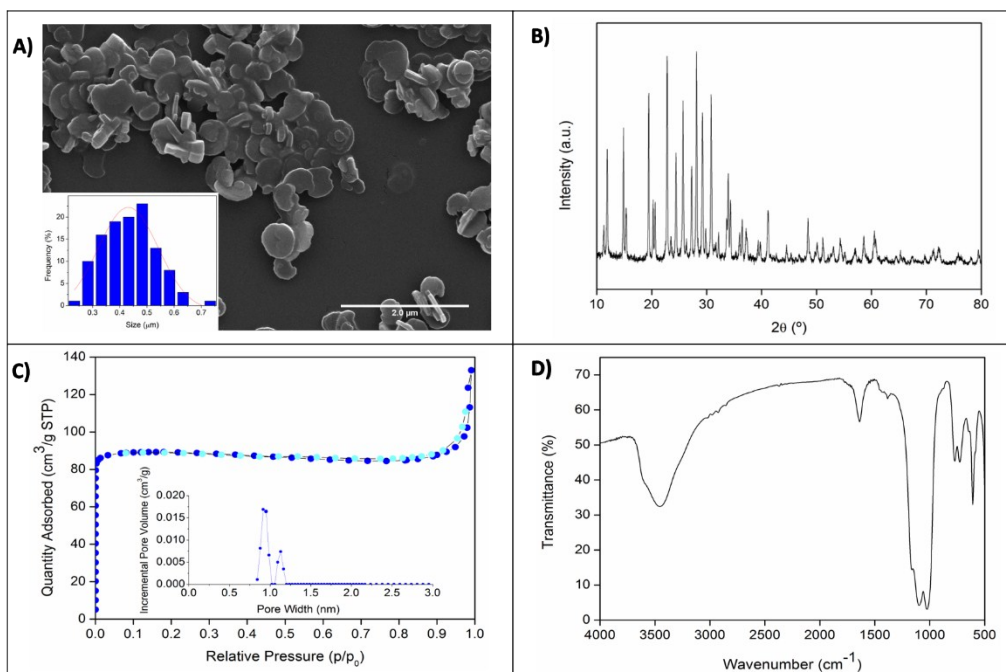 A)
Frequency (%)
20
15
10
5
0
0.3 0.4 0.5 0.6 0.7
Size (μm)
2.0 μm
B)
Intensity (a.u.)
10 20 30 40 50 60 70 80
2θ (º)
C)
Quantity Adsorbed (cm³/g STP)
140
120
100
80
60
40
20
0
0.0 0.1 0.2 0.3 0.4 0.5 0.6 0.7 0.8 0.9 1.0
Relative Pressure (p/p₀)
Incremental Pore Volume (cm³/g)
0.020
0.015
0.010
0.005
0.000
0.0 0.5 1.0 1.5 2.0 2.5 3.0
Pore Width (nm)
D)
Transmittance (%)
70
60
50
40
30
20
10
0
4000 3500 3000 2500 2000 1500 1000 500
Wavenumber (cm⁻¹)